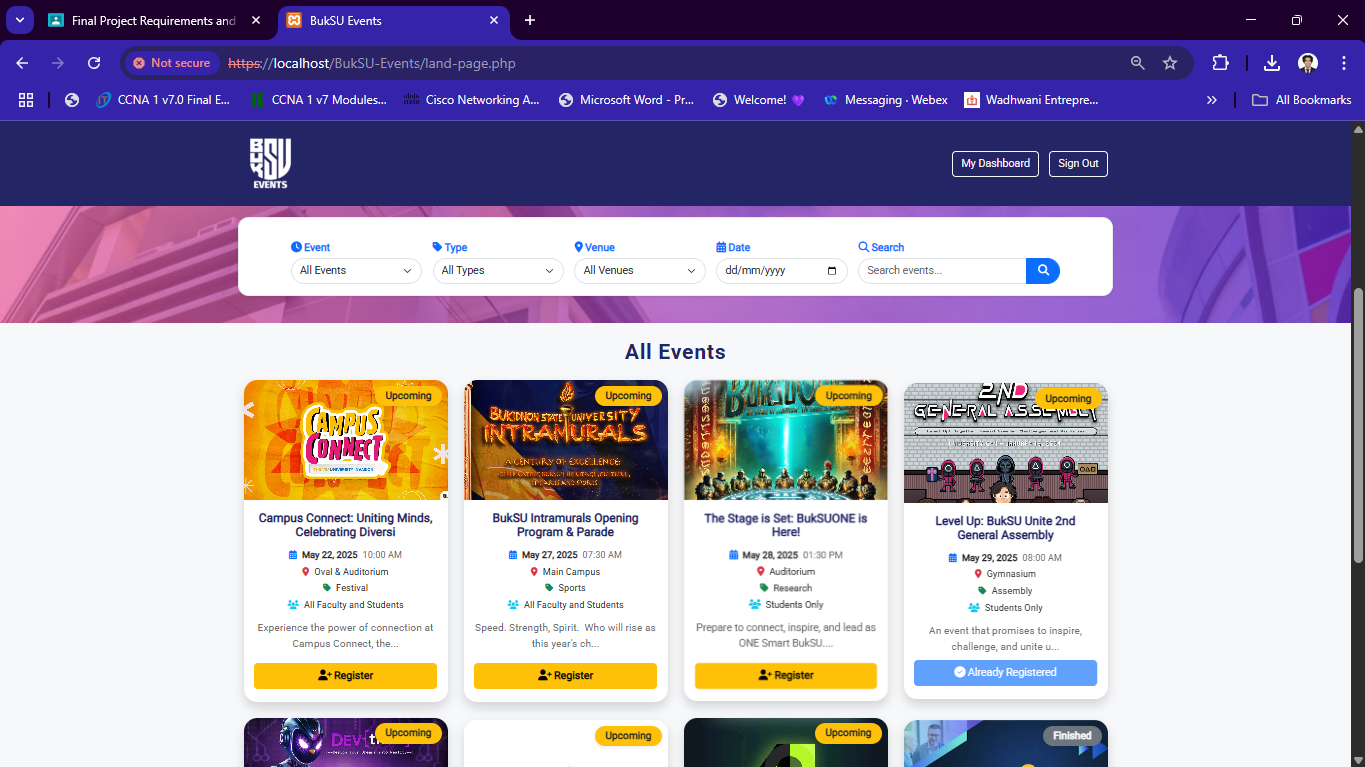 Final Project Requirements and
BukSU Events
Not secure
https://localhost/BukSU-Events/land-page.php
CCNA 1 v7.0 Final E...
CCNA 1 v7 Modules...
Cisco Networking A...
Microsoft Word - Pr...
Welcome! 💜
Messaging · Webex
Wadhwani Entrepre...
All Bookmarks
BUKSU
EVENTS
My Dashboard
Sign Out
Event
Type
Venue
Date
Search
All Events
All Types
All Venues
dd/mm/yyyy
Search events...
All Events
Upcoming
CAMPUS
CONNECT
Campus Connect: Uniting Minds,
Celebrating Diversi
May 22, 2025 10:00 AM
Oval & Auditorium
Festival
All Faculty and Students
Experience the power of connection at
Campus Connect, the...
Register
Upcoming
BUKIDNON STATE UNIVERSITY
INTRAMURALS
A CENTURY OF EXCELLENCE:
BukSU Intramurals Opening
Program & Parade
May 27, 2025 07:30 AM
Main Campus
Sports
All Faculty and Students
Speed. Strength, Spirit. Who will rise as
this year's ch...
Register
Upcoming
BUKSUONE
The Stage is Set: BukSUONE is
Here!
May 28, 2025 01:30 PM
Auditorium
Research
Students Only
Prepare to connect, inspire, and lead as
ONE Smart BukSU....
Register
Upcoming
2ND
GENERAL ASSEMBLY
Level Up: BukSU Unite 2nd
General Assembly
May 29, 2025 08:00 AM
Gymnasium
Assembly
Students Only
An event that promises to inspire,
challenge, and unite u...
Already Registered
Upcoming
Upcoming
Upcoming
Finished